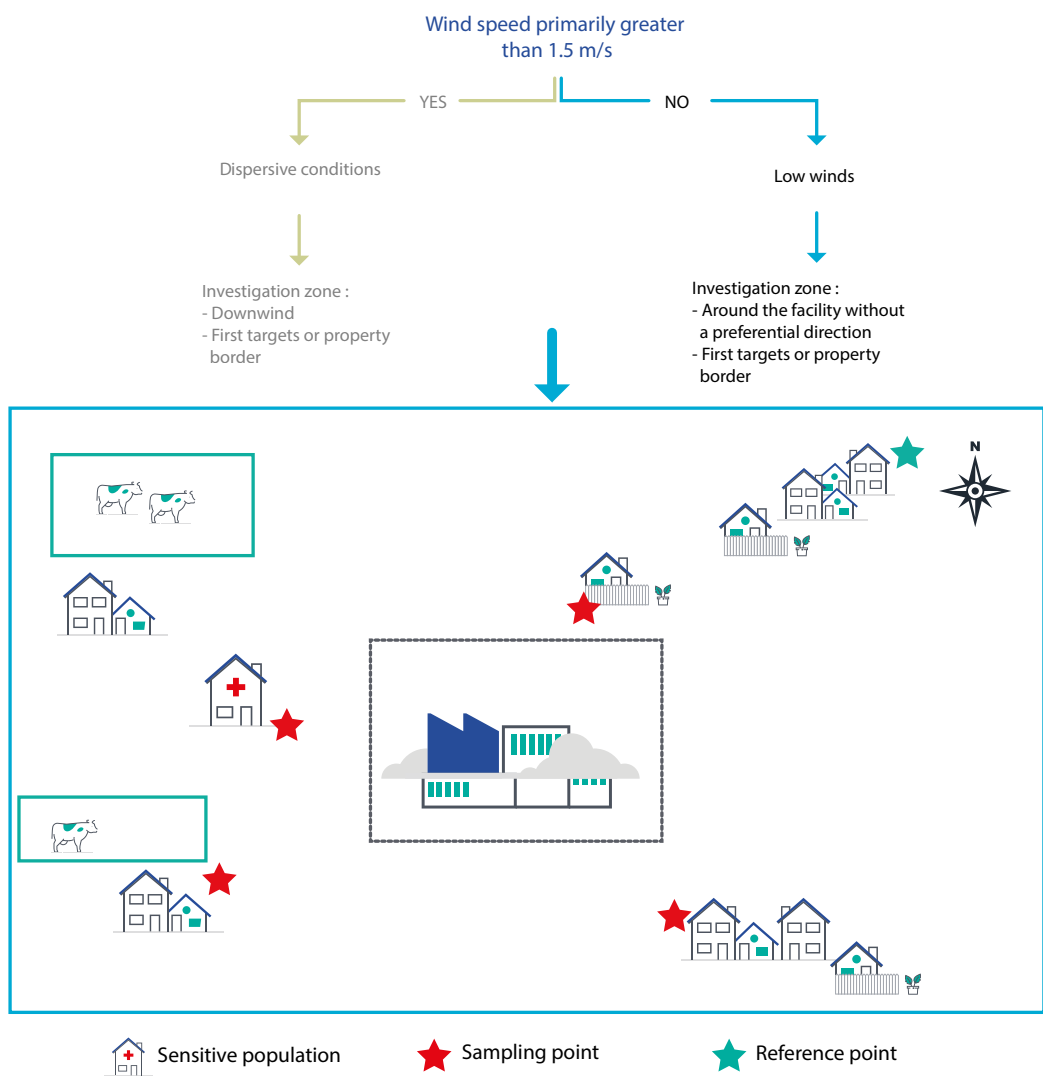 Wind speed primarily greater
than 1.5 m/s
YES
NO
Dispersive conditions
Low winds
Investigation zone :
- Downwind
- First targets or property
border
Investigation zone :
- Around the facility without
a preferential direction
- First targets or property
border
N
Sensitive population
Sampling point
Reference point